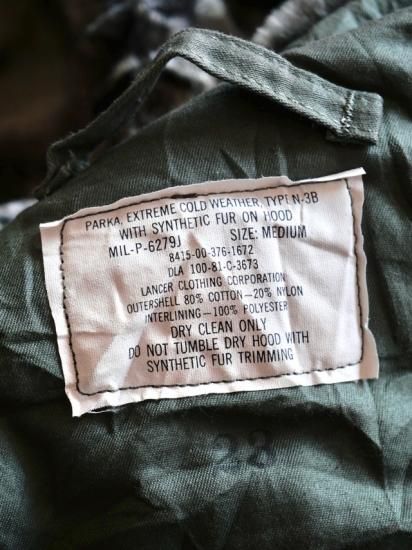 PARKA, EXTREME COLD WEATHER, TYPE N-3B
WITH SYNTHETIC FUR ON HOOD
MIL-P-6279J SIZE: MEDIUM
8415-00-376-1672
DLA 100-81-C-3673
LANCER CLOTHING CORPORATION
OUTERSHELL 80% COTTON-20% NYLON
INTERLINING-100% POLYESTER
DRY CLEAN ONLY
DO NOT TUMBLE DRY HOOD WITH
SYNTHETIC FUR TRIMMING
23